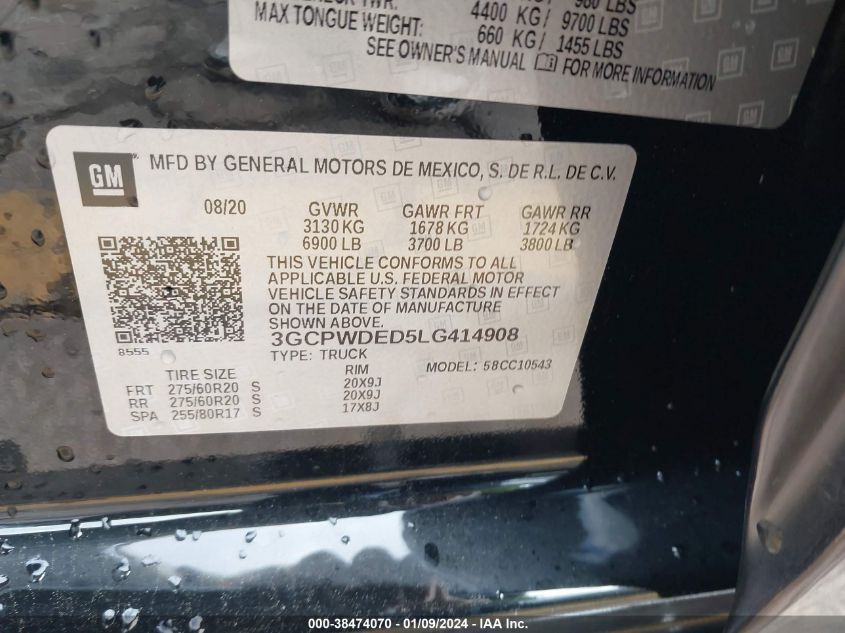 980 LBS
4400 KG / 9700 LBS
MAX TONGUE WEIGHT: 660 KG / 1455 LBS
SEE OWNER'S MANUAL FOR MORE INFORMATION
GM MFD BY GENERAL MOTORS DE MEXICO, S. DE R.L. DE C.V.
08/20 GVWR GAWR FRT GAWR RR
3130 KG 1678 KG 1724 KG
6900 LB 3700 LB 3800 LB
THIS VEHICLE CONFORMS TO ALL
APPLICABLE U.S. FEDERAL MOTOR
VEHICLE SAFETY STANDARDS IN EFFECT
ON THE DATE OF MANUFACTURE
SHOWN ABOVE.
8555 3GCPWDED5LG414908
TYPE: TRUCK MODEL: 58CC10543
TIRE SIZE RIM
FRT 275/60R20 S 20X9J
RR 275/60R20 S 20X9J
SPA 255/80R17 S 17X8J
000-38474070 - 01/09/2024 - IAAI.com